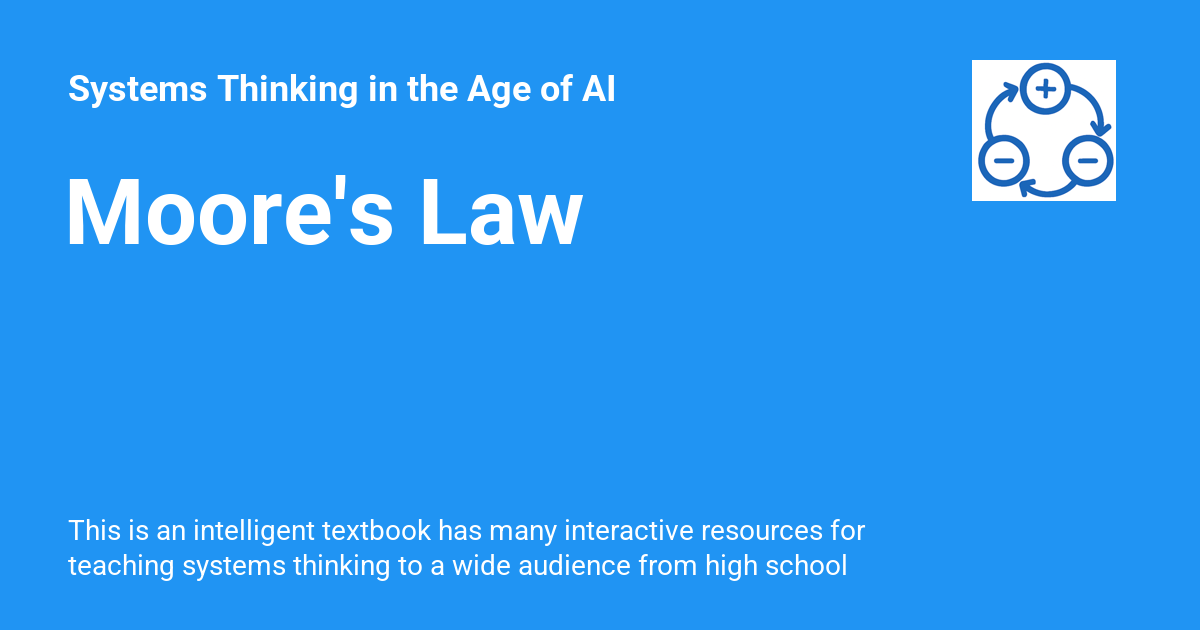 Systems Thinking in the Age of AI
Moore's Law
This is an intelligent textbook has many interactive resources for
teaching systems thinking to a wide audience from high school